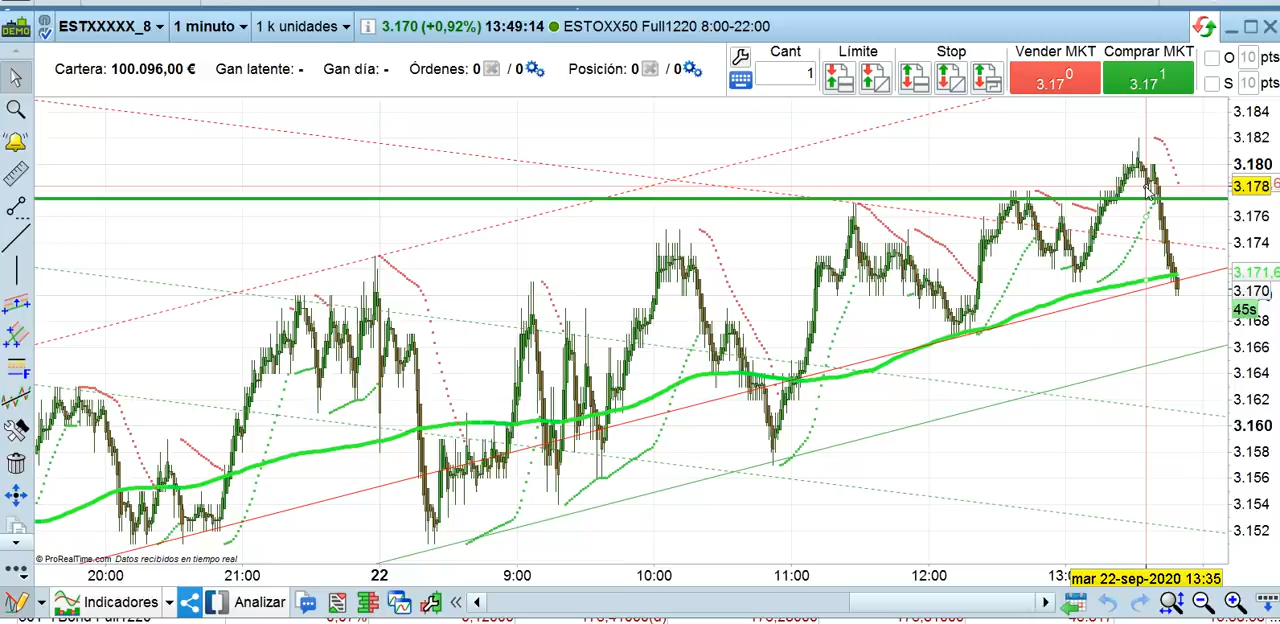 DEMO ESTXXXXX_8 1 minuto 1 k unidades 3.170 (+0,92%) 13:49:14 ESTOXX50 Full1220 8:00-22:00
Cant Límite Stop Vender MKT Comprar MKT O 10 pts
Cartera: 100.096,00 € Gan latente: - Gan día: - Órdenes: 0 / 0 Posición: 0 / 0 1 3.17 0 3.17 1 S 10 pts
3.184
3.182
3.180
3.178
3.176
3.174
3.171,6
3.170
45s
3.168
3.166
3.164
3.162
3.160
3.158
3.156
3.154
3.152
© ProRealTime.com Datos recibidos en tiempo real
20:00 21:00 22 9:00 10:00 11:00 12:00 13: mar 22-sep-2020 13:35
Indicadores Analizar